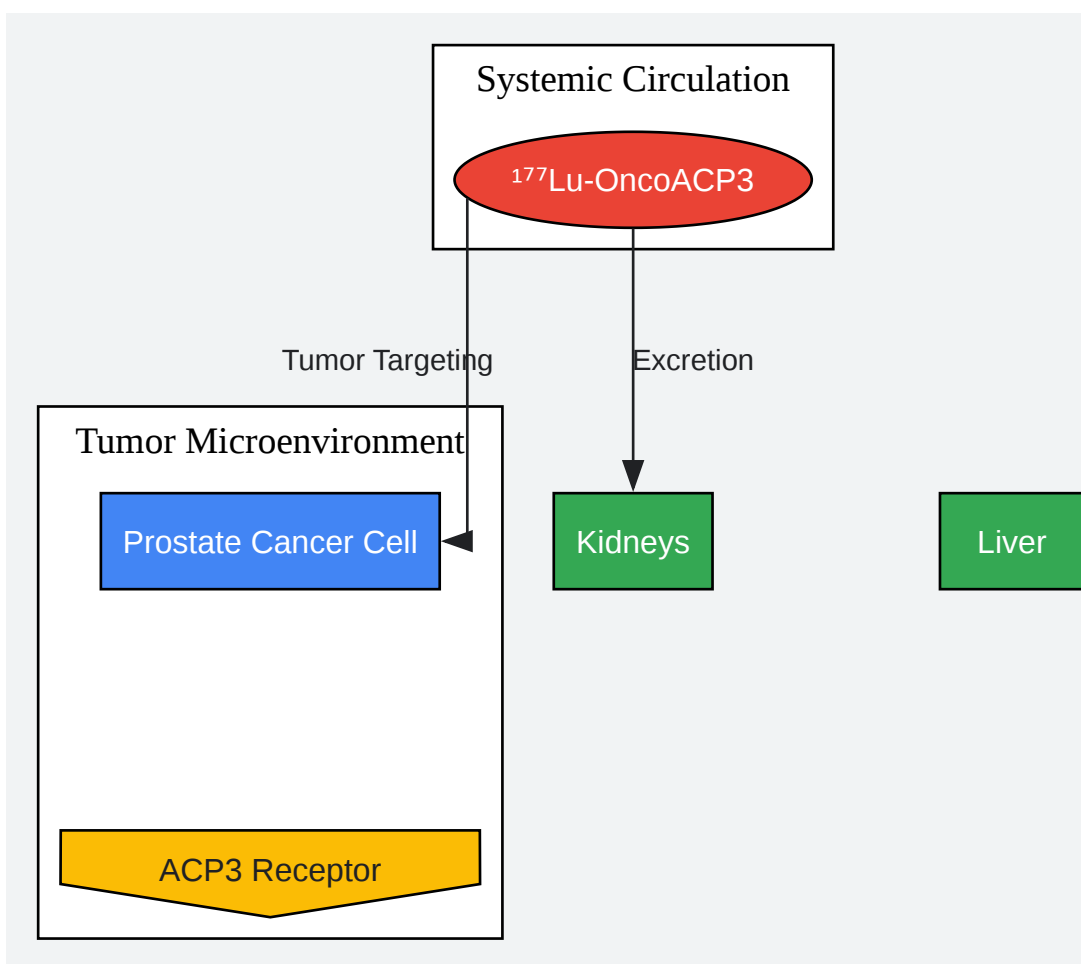 Systemic Circulation
¹⁷⁷Lu-OncoACP3
Tumor Targeting
Excretion
Tumor Microenvironment
Prostate Cancer Cell
Kidneys
Liver
ACP3 Receptor